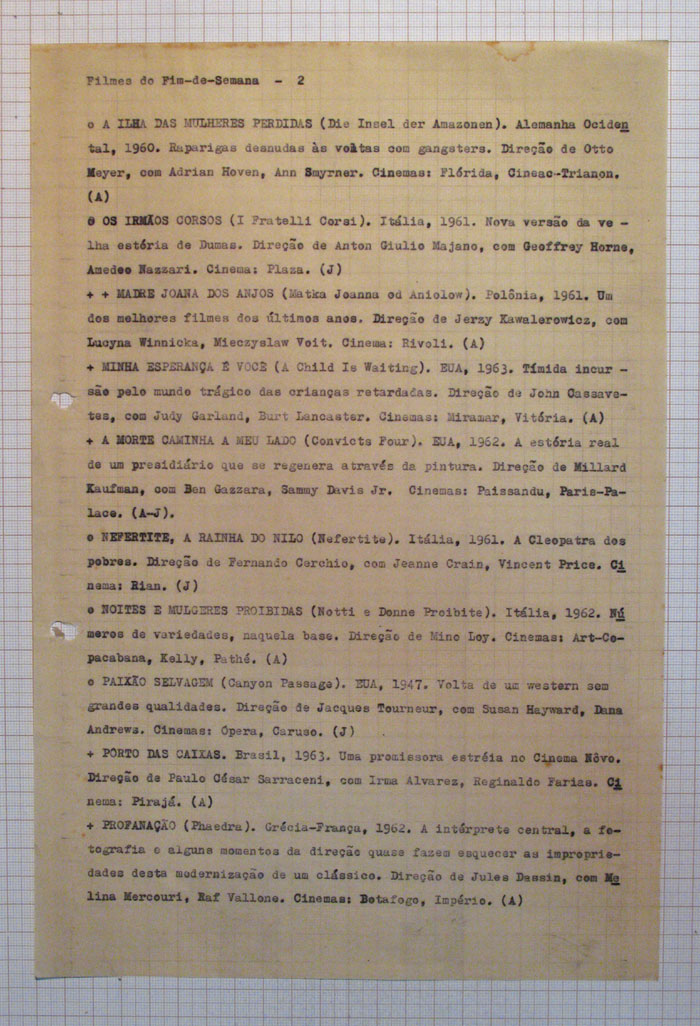 Filmes do Fim-de-Semana - 2
o A ILHA DAS MULHERES PERDIDAS (Die Insel der Amazonen). Alemanha Ociden
tal, 1960. Raparigas desnudas às voltas com gangsters. Direção de Otto
Meyer, com Adrian Hoven, Ann Smyrner. Cinemas: Flórida, Cineac-Trianon.
(A)
o OS IRMÃOS CORSOS (I Fratelli Corsi). Itália, 1961. Nova versão da ve -
lha estória de Dumas. Direção de Anton Giulio Majano, com Geoffrey Horne,
Amedeo Nazzari. Cinema: Plaza. (J)
+ + MADRE JOANA DOS ANJOS (Matka Joanna od Aniolow). Polônia, 1961. Um
dos melhores filmes dos últimos anos. Direção de Jerzy Kawalerowicz, com
Lucyna Winnicka, Mieczyslaw Voit. Cinema: Rivoli. (A)
+ MINHA ESPERANÇA É VOCÊ (A Child Is Waiting). EUA, 1963. Tímida incur -
são pelo mundo trágico das crianças retardadas. Direção de John Cassave-
tes, com Judy Garland, Burt Lancaster. Cinemas: Miramar, Vitória. (A)
+ A MORTE CAMINHA A MEU LADO (Convicts Four). EUA, 1962. A estória real
de um presidiário que se regenera através da pintura. Direção de Millard
Kaufman, com Ben Gazzara, Sammy Davis Jr. Cinemas: Paissandu, Paris-Pa-
lace. (A-J).
o NEFERTITE, A RAINHA DO NILO (Nefertite). Itália, 1961. A Cleopatra dos
pobres. Direção de Fernando Cerchio, com Jeanne Crain, Vincent Price. Ci
nema: Rian. (J)
o NOITES E MULGERES PROIBIDAS (Notti e Donne Proibite). Itália, 1962. Nú
meros de variedades, naquela base. Direção de Mino Loy. Cinemas: Art-Co-
pacabana, Kelly, Pathé. (A)
o PAIXÃO SELVAGEM (Canyon Passage). EUA, 1947. Volta de um western sem
grandes qualidades. Direção de Jacques Tourneur, com Susan Hayward, Dana
Andrews. Cinemas: Ópera, Caruso. (J)
+ PÔRTO DAS CAIXAS. Brasil, 1963. Uma promissora estréia no Cinema Nôvo.
Direção de Paulo César Sarraceni, com Irma Alvarez, Reginaldo Farias. Ci
nema: Pirajá. (A)
+ PROFANAÇÃO (Phaedra). Grécia-França, 1962. A intérprete central, a fo-
tografia e alguns momentos da direção quase fazem esquecer as improprie-
dades desta modernização de um clássico. Direção de Jules Dassin, com Me
lina Mercouri, Raf Vallone. Cinemas: Botafogo, Império. (A)